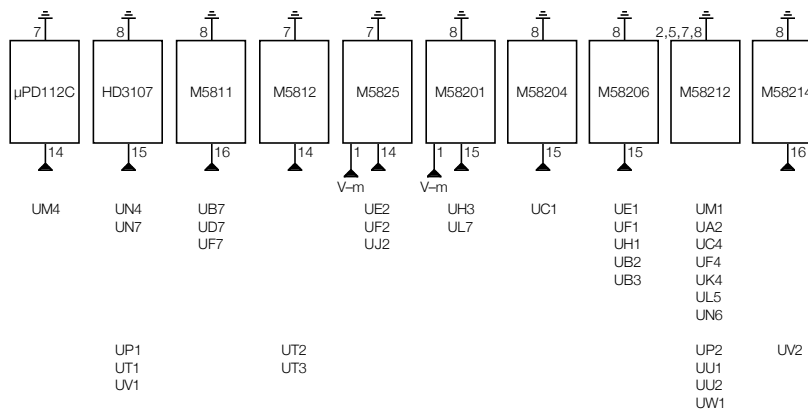 7 8 8 7 7 8 8 8 2,5,7,8 8
µPD112C HD3107 M5811 M5812 M5825 M58201 M58204 M58206 M58212 M58214
14 15 16 14 1 14 1 15 15 15 16
V–m V–m
UM4 UN4 UB7 UE2 UH3 UC1 UE1 UM1
UN7 UD7 UF2 UL7 UF1 UA2
UF7 UJ2 UH1 UC4
UB2 UF4
UB3 UK4
UL5
UN6
UP1 UT2 UP2 UV2
UT1 UT3 UU1
UV1 UU2
UW1